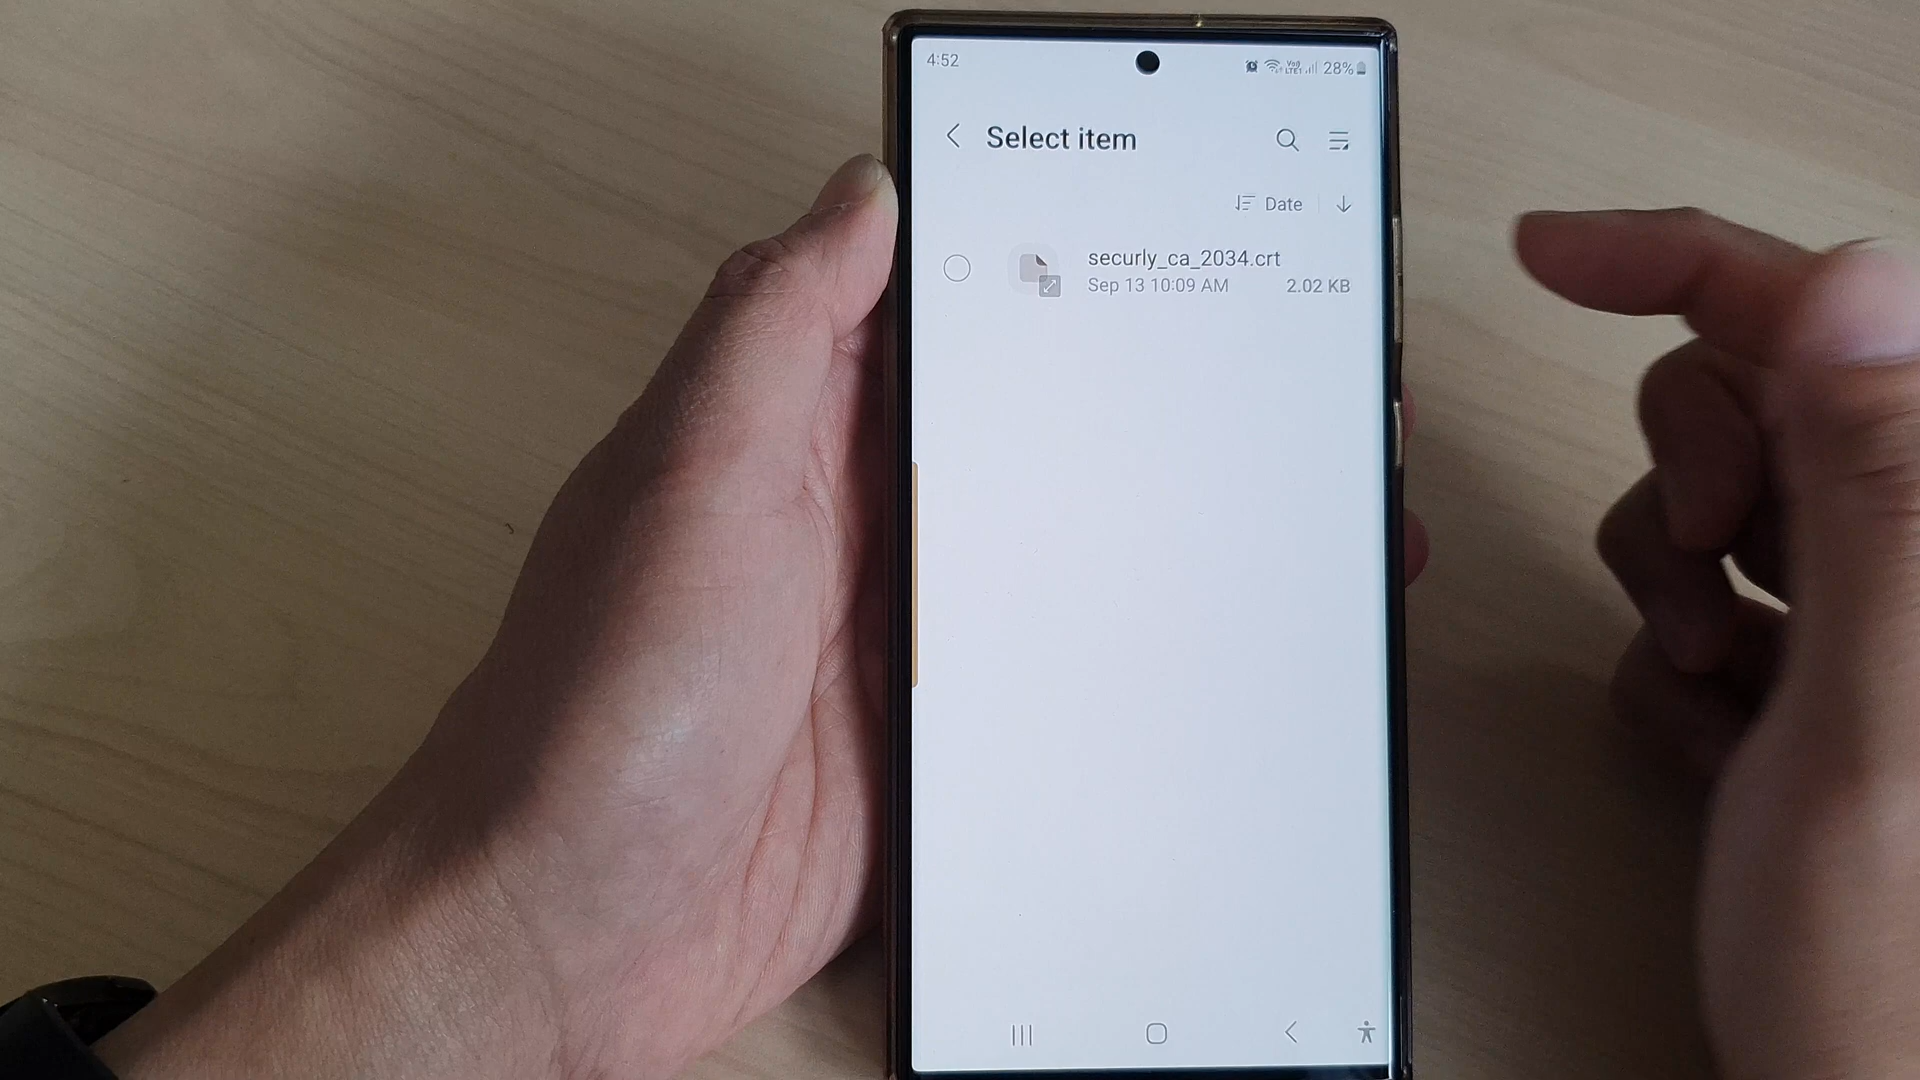 4:52
28%
Select item
Date
securly_ca_2034.crt
Sep 13 10:09 AM 2.02 KB